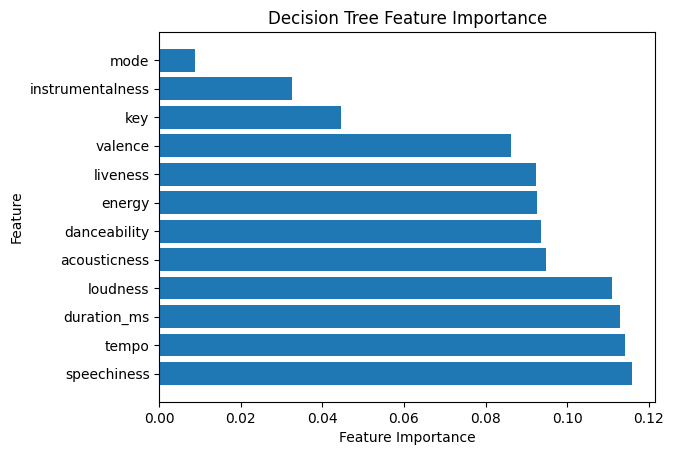 Decision Tree Feature Importance
mode
instrumentalness
key
valence
liveness
energy
danceability
acousticness
loudness
duration_ms
tempo
speechiness
Feature
0.00 0.02 0.04 0.06 0.08 0.10 0.12
Feature Importance